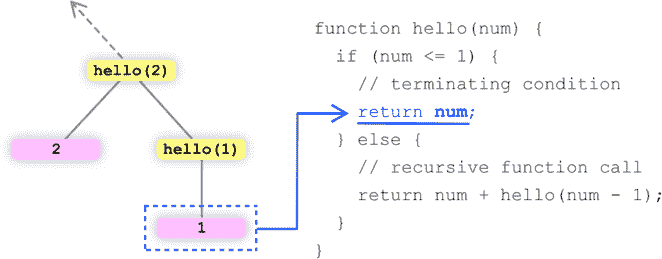 hello(2)
2
hello(1)
1
function hello(num) {
if (num <= 1) {
// terminating condition
return num;
} else {
// recursive function call
return num + hello(num - 1);
}
}